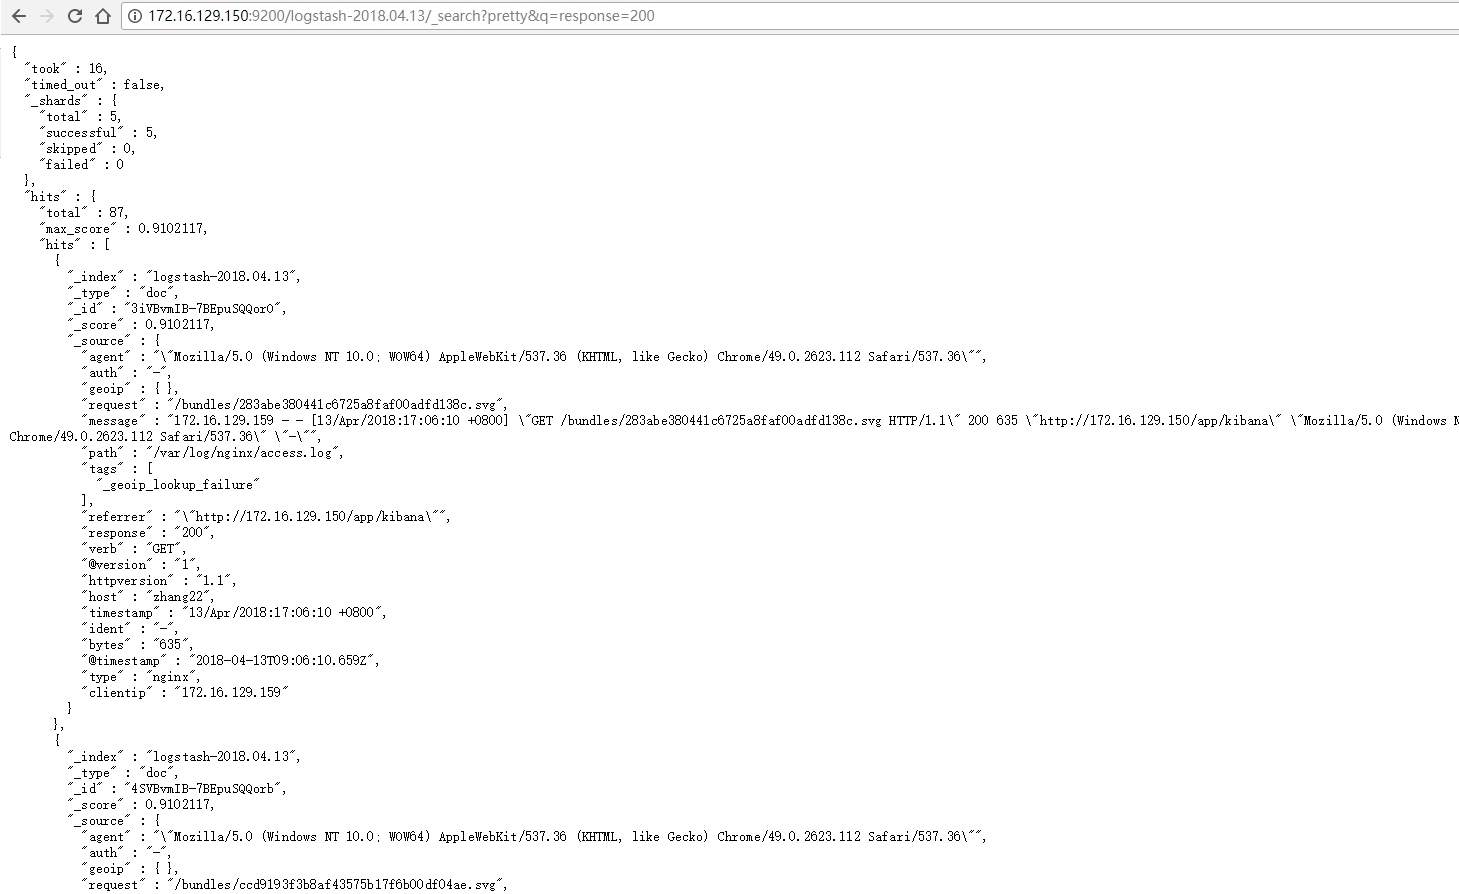 172.16.129.150:9200/logstash-2018.04.13/_search?pretty&q=response=200
{
"took" : 16,
"timed_out" : false,
"_shards" : {
"total" : 5,
"successful" : 5,
"skipped" : 0,
"failed" : 0
},
"hits" : {
"total" : 87,
"max_score" : 0.9102117,
"hits" : [
{
"_index" : "logstash-2018.04.13",
"_type" : "doc",
"_id" : "3iVBvmIB-7BEpuSQQor0",
"_score" : 0.9102117,
"_source" : {
"agent" : "\"Mozilla/5.0 (Windows NT 10.0; WOW64) AppleWebKit/537.36 (KHTML, like Gecko) Chrome/49.0.2623.112 Safari/537.36\"",
"auth" : "-",
"geoip" : { },
"request" : "/bundles/283abe380441c6725a8faf00adfd138c.svg",
"message" : "172.16.129.159 - - [13/Apr/2018:17:06:10 +0800] \"GET /bundles/283abe380441c6725a8faf00adfd138c.svg HTTP/1.1\" 200 635 \"http://172.16.129.150/app/kibana\" \"Mozilla/5.0 (Windows N
Chrome/49.0.2623.112 Safari/537.36\" \"-\"",
"path" : "/var/log/nginx/access.log",
"tags" : [
"_geoip_lookup_failure"
],
"referrer" : "\"http://172.16.129.150/app/kibana\"",
"response" : "200",
"verb" : "GET",
"@version" : "1",
"httpversion" : "1.1",
"host" : "zhang22",
"timestamp" : "13/Apr/2018:17:06:10 +0800",
"ident" : "-",
"bytes" : "635",
"@timestamp" : "2018-04-13T09:06:10.659Z",
"type" : "nginx",
"clientip" : "172.16.129.159"
}
},
{
"_index" : "logstash-2018.04.13",
"_type" : "doc",
"_id" : "4SVBvmIB-7BEpuSQQorb",
"_score" : 0.9102117,
"_source" : {
"agent" : "\"Mozilla/5.0 (Windows NT 10.0; WOW64) AppleWebKit/537.36 (KHTML, like Gecko) Chrome/49.0.2623.112 Safari/537.36\"",
"auth" : "-",
"geoip" : { },
"request" : "/bundles/ccd9193f3b8af43575b17f6b00df04ae.svg",